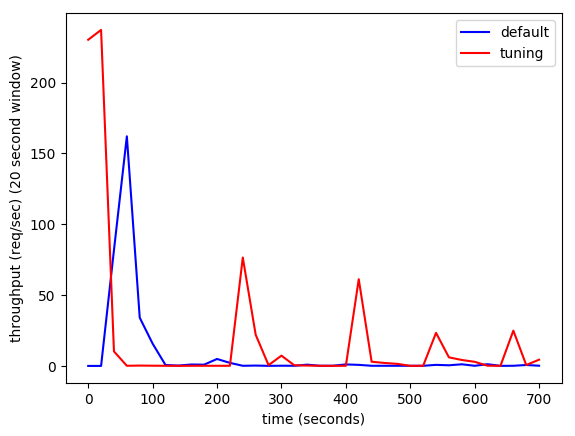 default
tuning
throughput (req/sec) (20 second window)
200
150
100
50
0
0 100 200 300 400 500 600 700
time (seconds)